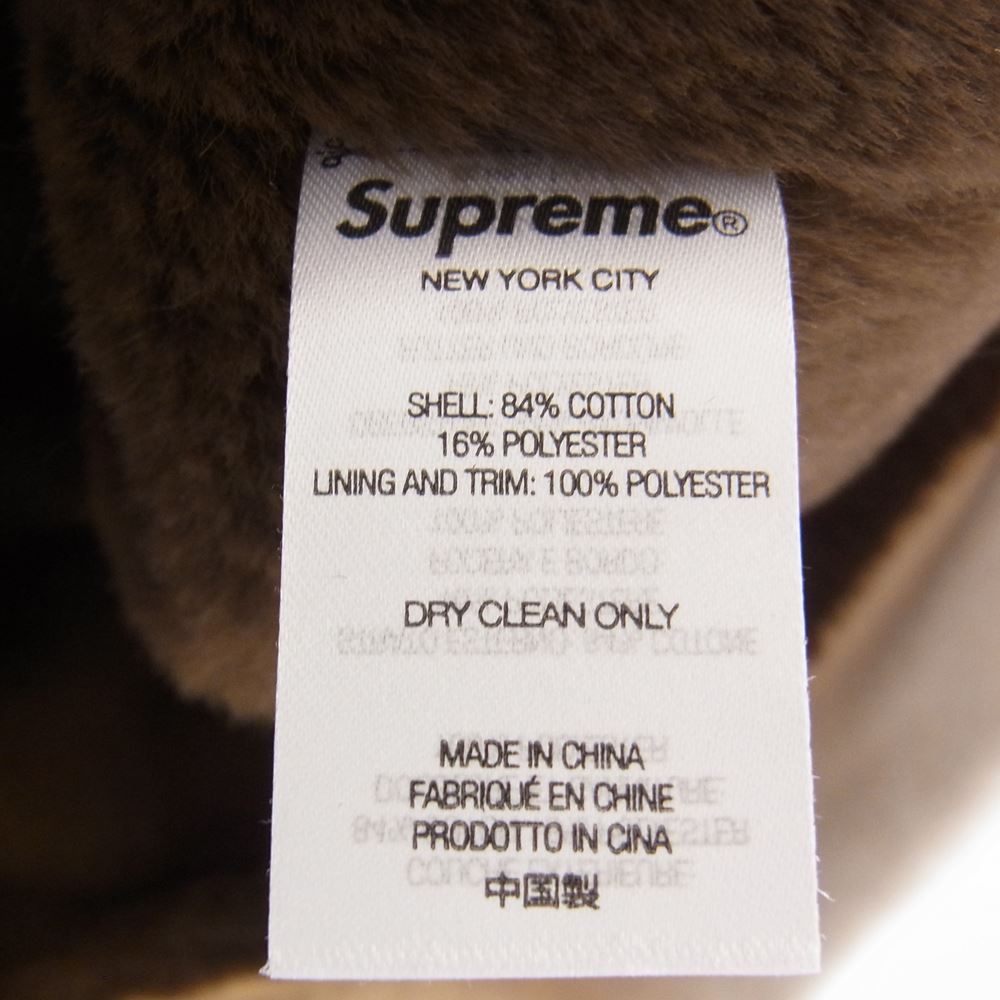 Supreme®
NEW YORK CITY
SHELL: 84% COTTON
16% POLYESTER
LINING AND TRIM: 100% POLYESTER
DRY CLEAN ONLY
MADE IN CHINA
FABRIQUÉ EN CHINE
PRODOTTO IN CINA
中国製